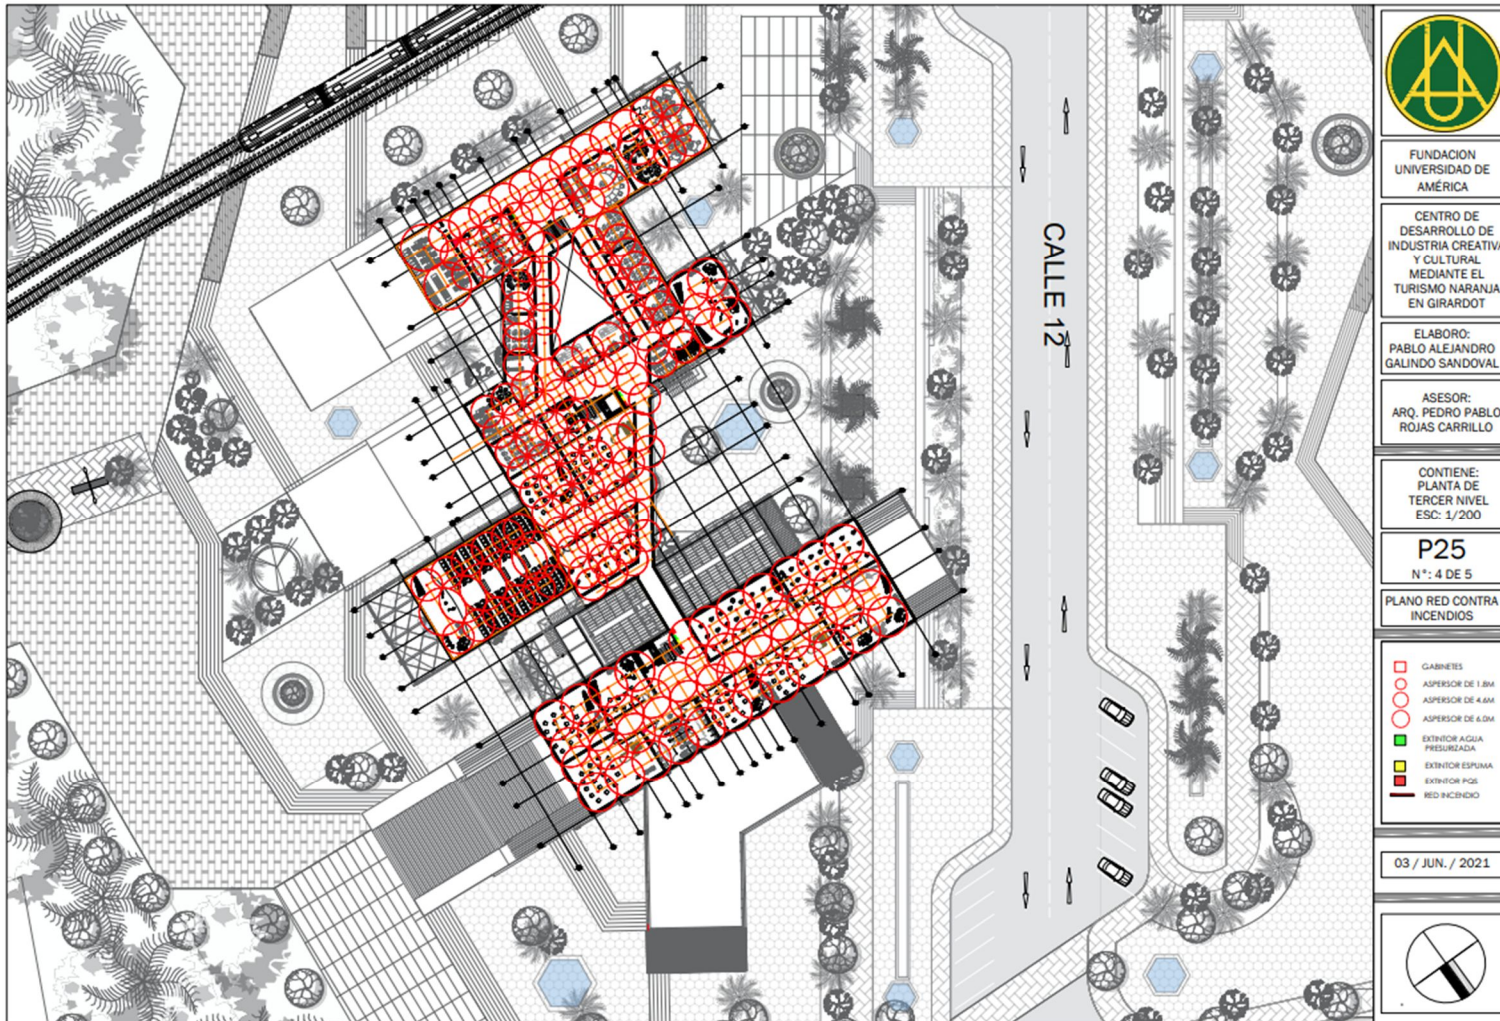 CALLE 12
FUNDACION
UNIVERSIDAD DE
AMÉRICA
CENTRO DE
DESARROLLO DE
INDUSTRIA CREATIVA
Y CULTURAL
MEDIANTE EL
TURISMO NARANJA
EN GIRARDOT
ELABORO:
PABLO ALEJANDRO
GALINDO SANDOVAL
ASESOR:
ARQ. PEDRO PABLO
ROJAS CARRILLO
CONTIENE:
PLANTA DE
TERCER NIVEL
ESC: 1/200
P25
N°: 4 DE 5
PLANO RED CONTRA
INCENDIOS
GABINETES
ASPERSOR DE 1.8M
ASPERSOR DE 4.6M
ASPERSOR DE 6.0M
EXTINTOR AGUA
PRESURIZADA
EXTINTOR ESPUMA
EXTINTOR PQS
RED INCENDIO
03 / JUN. / 2021